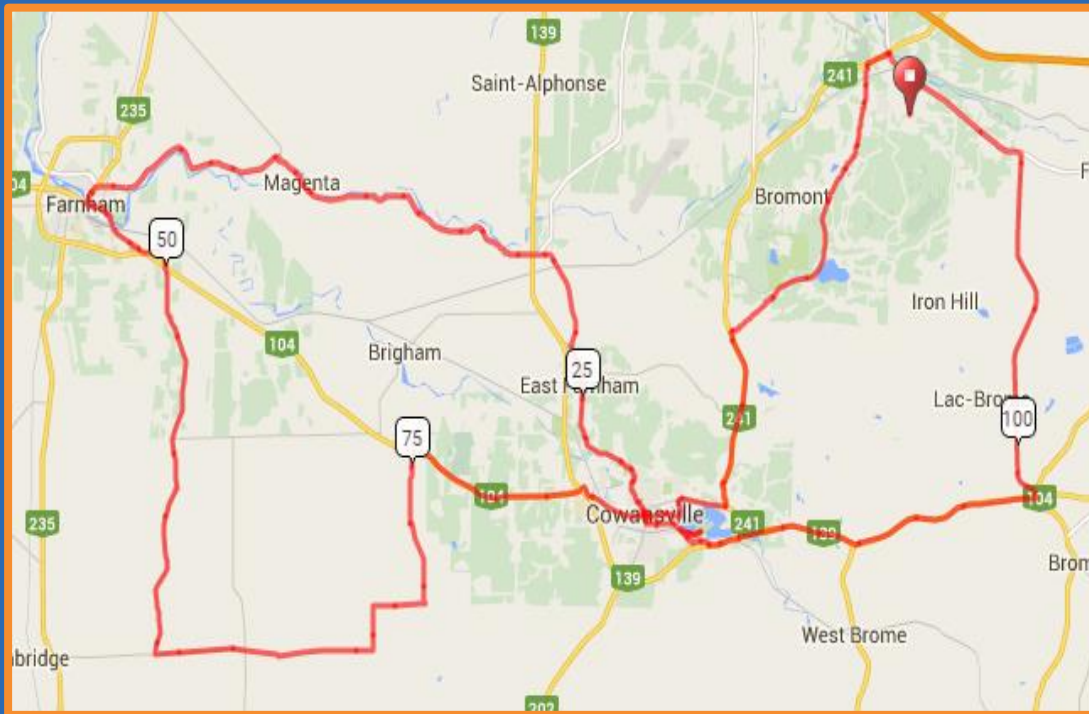 139
Saint-Alphonse
241
235
Magenta
Bromont
04
Farnham
50
Iron Hill
104
Brigham
25
East Farnham
Lac-Brome
241
100
75
104
104
Cowansville
241
139
235
139
West Brome
Brom
bridge
202